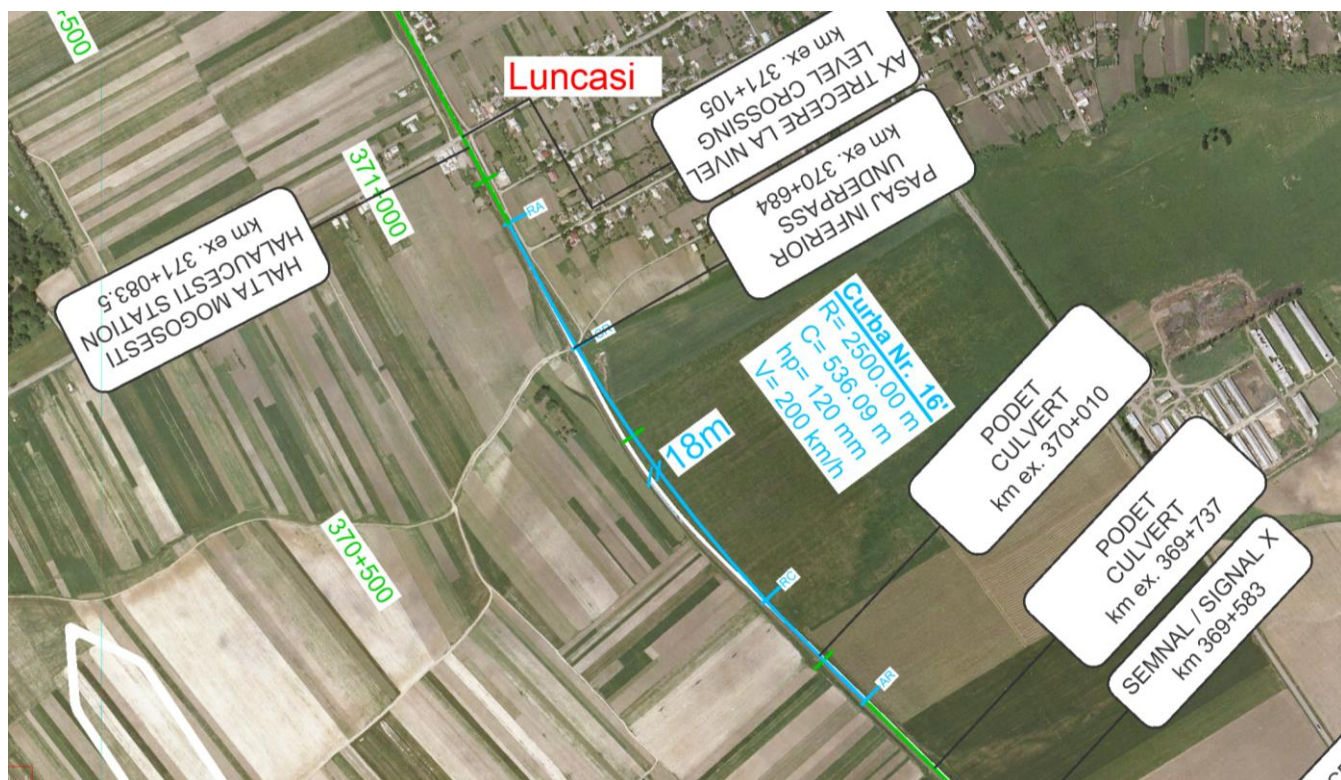 +500
Luncasi
AX TRECERE LA NIVEL
LEVEL CROSSING
km ex. 371+105
PASAJ INFERIOR
UNDERPASS
km ex. 370+684
371+000
HALTA MOGOSESTI
HALAUCESTI STATION
km ex. 371+083.5
RA
CR
Curba Nr. 16'
R= 2500.00 m
C= 536.09 m
hp= 120 mm
V= 200 km/h
18m
370+500
PODET
CULVERT
km ex. 370+010
PODET
CULVERT
km ex. 369+737
SEMNAL / SIGNAL X
km 369+583
RC
AR